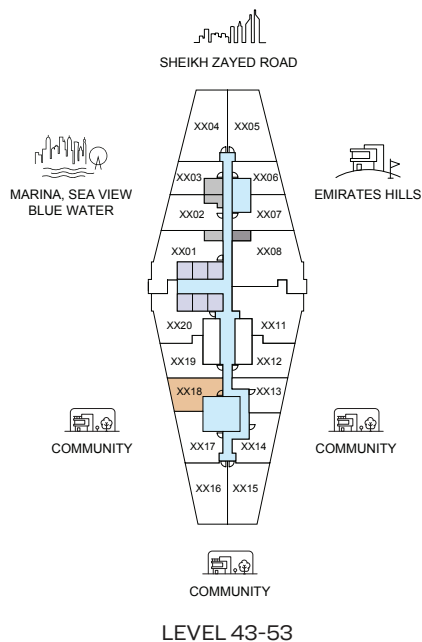 SHEIKH ZAYED ROAD
XX04 XX05
XX03 XX06
MARINA, SEA VIEW
BLUE WATER
EMIRATES HILLS
XX02 XX07
XX01 XX08
XX20 XX11
XX19 XX12
XX18 XX13
COMMUNITY
COMMUNITY
XX17 XX14
XX16 XX15
COMMUNITY
LEVEL 43-53